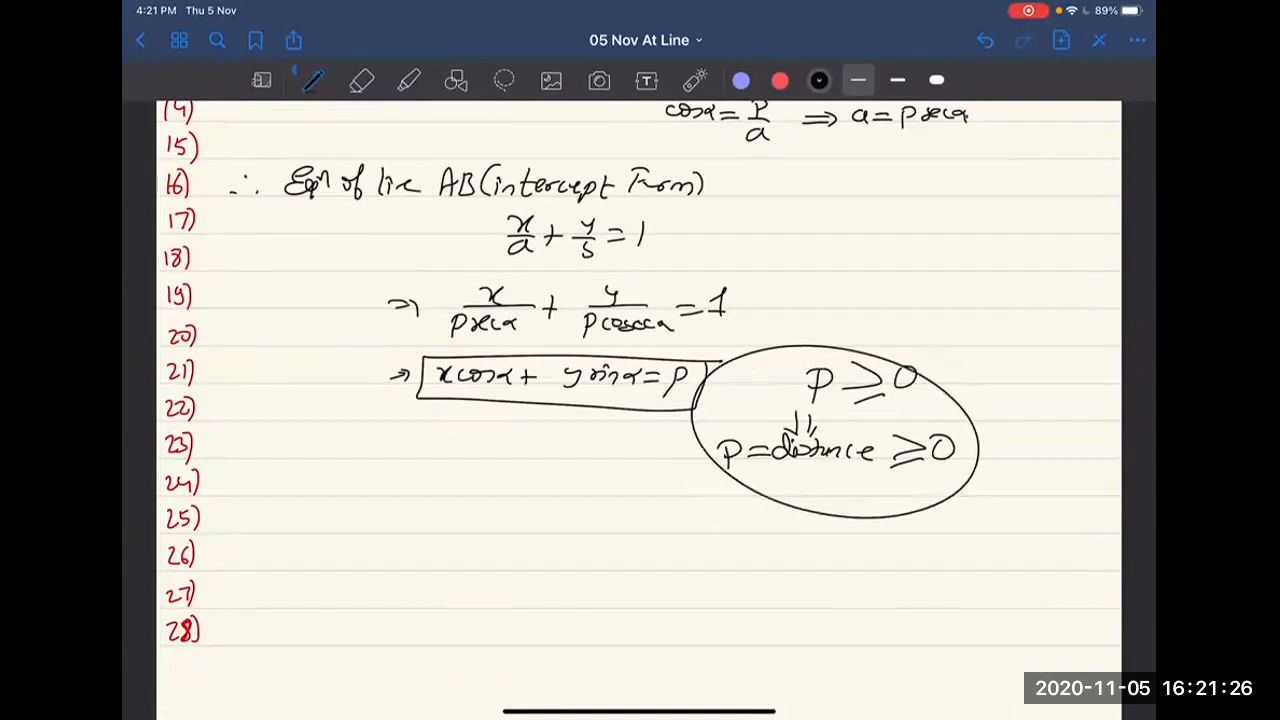 4:21 PM Thu 5 Nov
89%
05 Nov At Line
14)
cosα = p/a ⇒ a = p secα
15)
16) ∴ Eqn of line AB (intercept Form)
17) x/a + y/b = 1
18)
19) ⇒ x/(p secα) + y/(p cosecα) = 1
20)
21) ⇒ x cosα + y sinα = p
p ≥ 0
22)
⇓
23)
p = distance ≥ 0
24)
25)
26)
27)
28)
2020-11-05 16:21:26